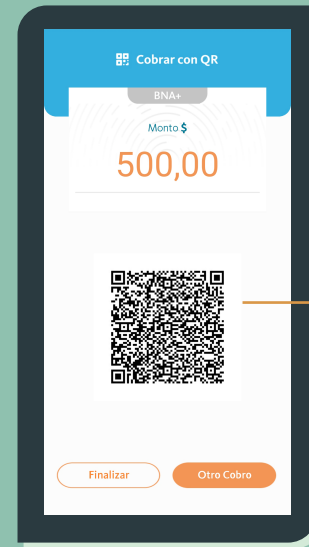 Cobrar con QR
BNA+
Monto $
500,00
Finalizar
Otro Cobro